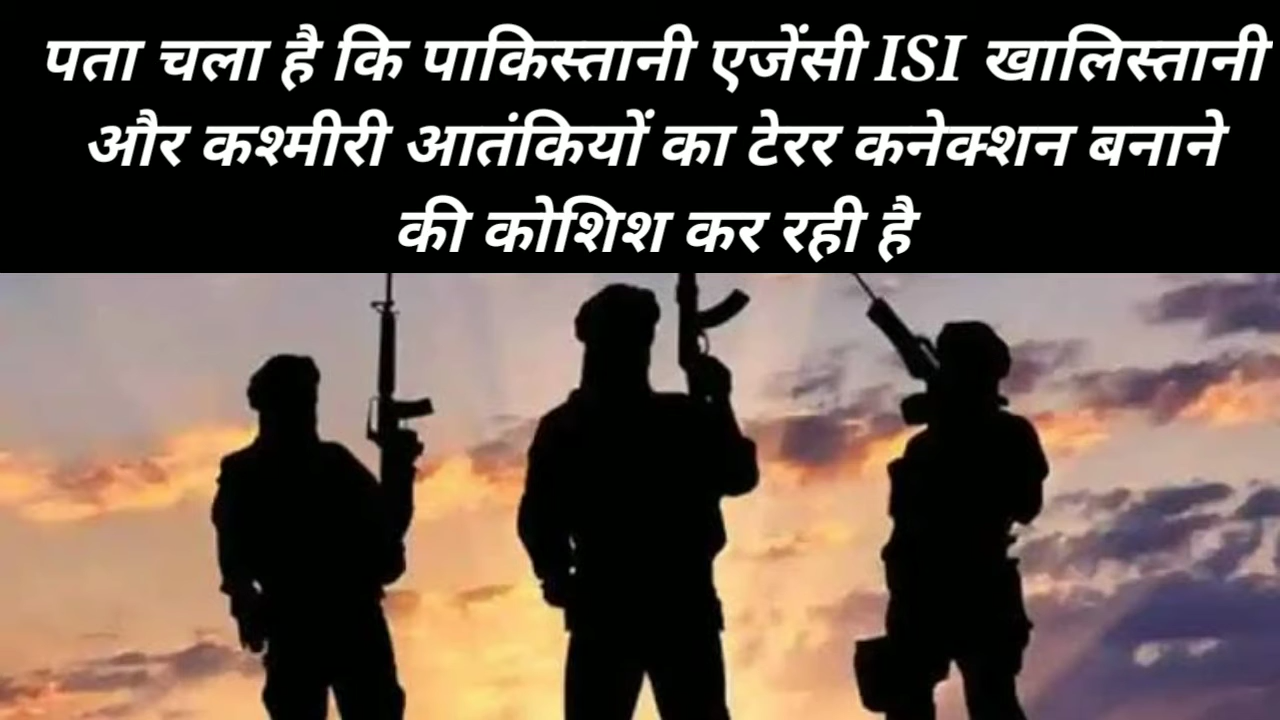 पता चला है कि पाकिस्तानी एजेंसी ISI खालिस्तानी
और कश्मीरी आतंकियों का टेरर कनेक्शन बनाने
की कोशिश कर रही है